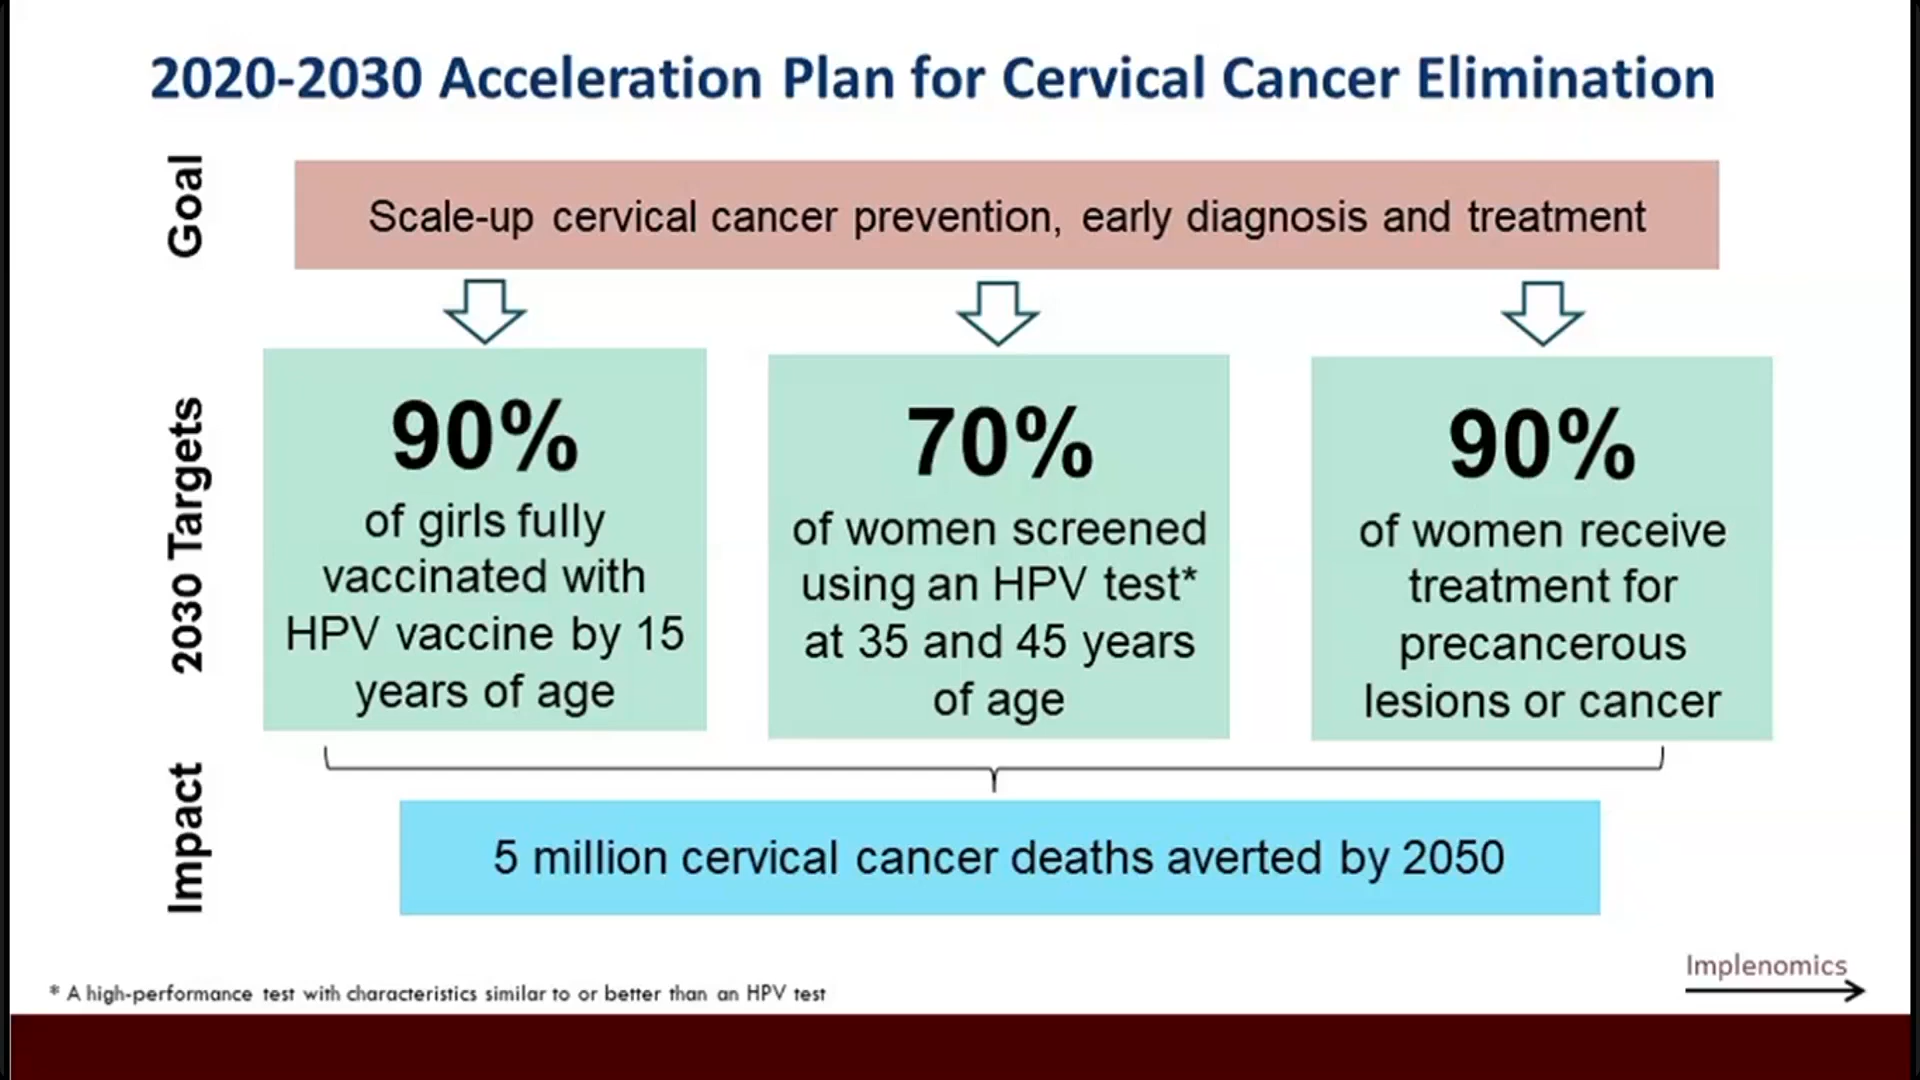 2020-2030 Acceleration Plan for Cervical Cancer Elimination
Goal
Scale-up cervical cancer prevention, early diagnosis and treatment
2030 Targets
90%
of girls fully
vaccinated with
HPV vaccine by 15
years of age
70%
of women screened
using an HPV test*
at 35 and 45 years
of age
90%
of women receive
treatment for
precancerous
lesions or cancer
Impact
5 million cervical cancer deaths averted by 2050
Implenomics
* A high-performance test with characteristics similar to or better than an HPV test